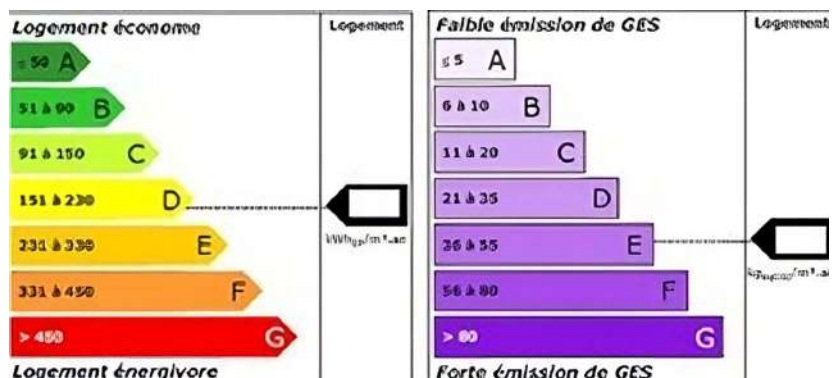 Logement économe
Logement
≤ 50 A
51 à 90 B
91 à 150 C
151 à 230 D
231 à 330 E
331 à 450 F
> 450 G
Logement énergivore
Faible émission de GES
Logement
≤ 5 A
6 à 10 B
11 à 20 C
21 à 35 D
36 à 55 E
56 à 80 F
> 80 G
Forte émission de GES